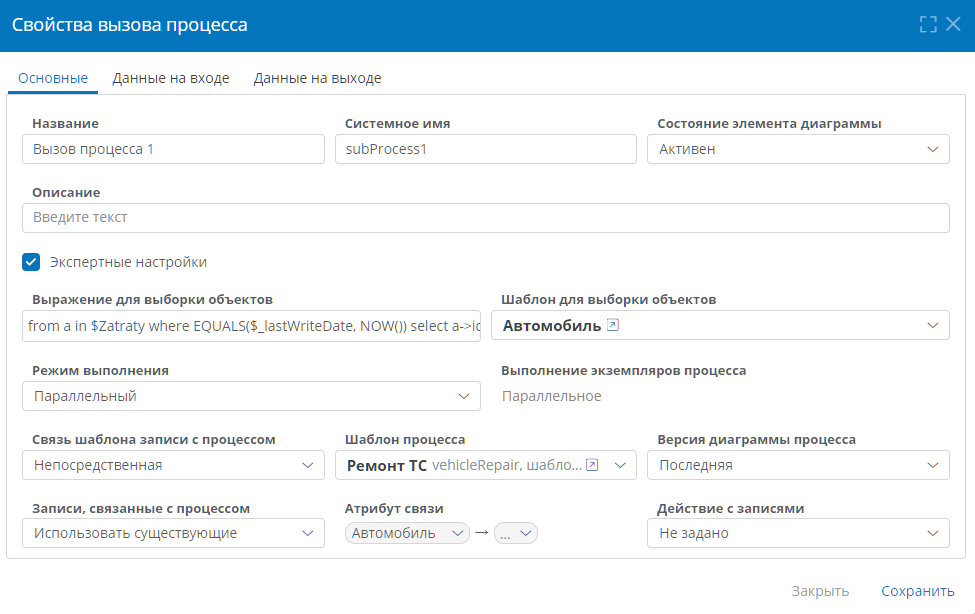 Свойства вызова процесса
Основные Данные на входе Данные на выходе
Название Системное имя Состояние элемента диаграммы
Вызов процесса 1 subProcess1 Активен
Описание
Введите текст
Экспертные настройки
Выражение для выборки объектов Шаблон для выборки объектов
from a in $Zatraty where EQUALS($_lastWriteDate, NOW()) select a->id Автомобиль
Режим выполнения Выполнение экземпляров процесса
Параллельный Параллельное
Связь шаблона записи с процессом Шаблон процесса Версия диаграммы процесса
Непосредственная Ремонт ТС vehicleRepair, шабло... Последняя
Записи, связанные с процессом Атрибут связи Действие с записями
Использовать существующие Автомобиль → ... Не задано
Закрыть Сохранить